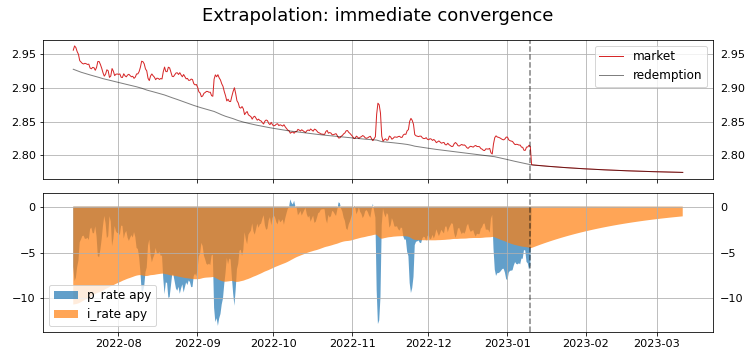 Extrapolation: immediate convergence
2.95 2.95
2.90 2.90
2.85 2.85
2.80 2.80
market
redemption
0 0
−5 −5
−10 −10
p_rate apy
i_rate apy
2022-08 2022-09 2022-10 2022-11 2022-12 2023-01 2023-02 2023-03